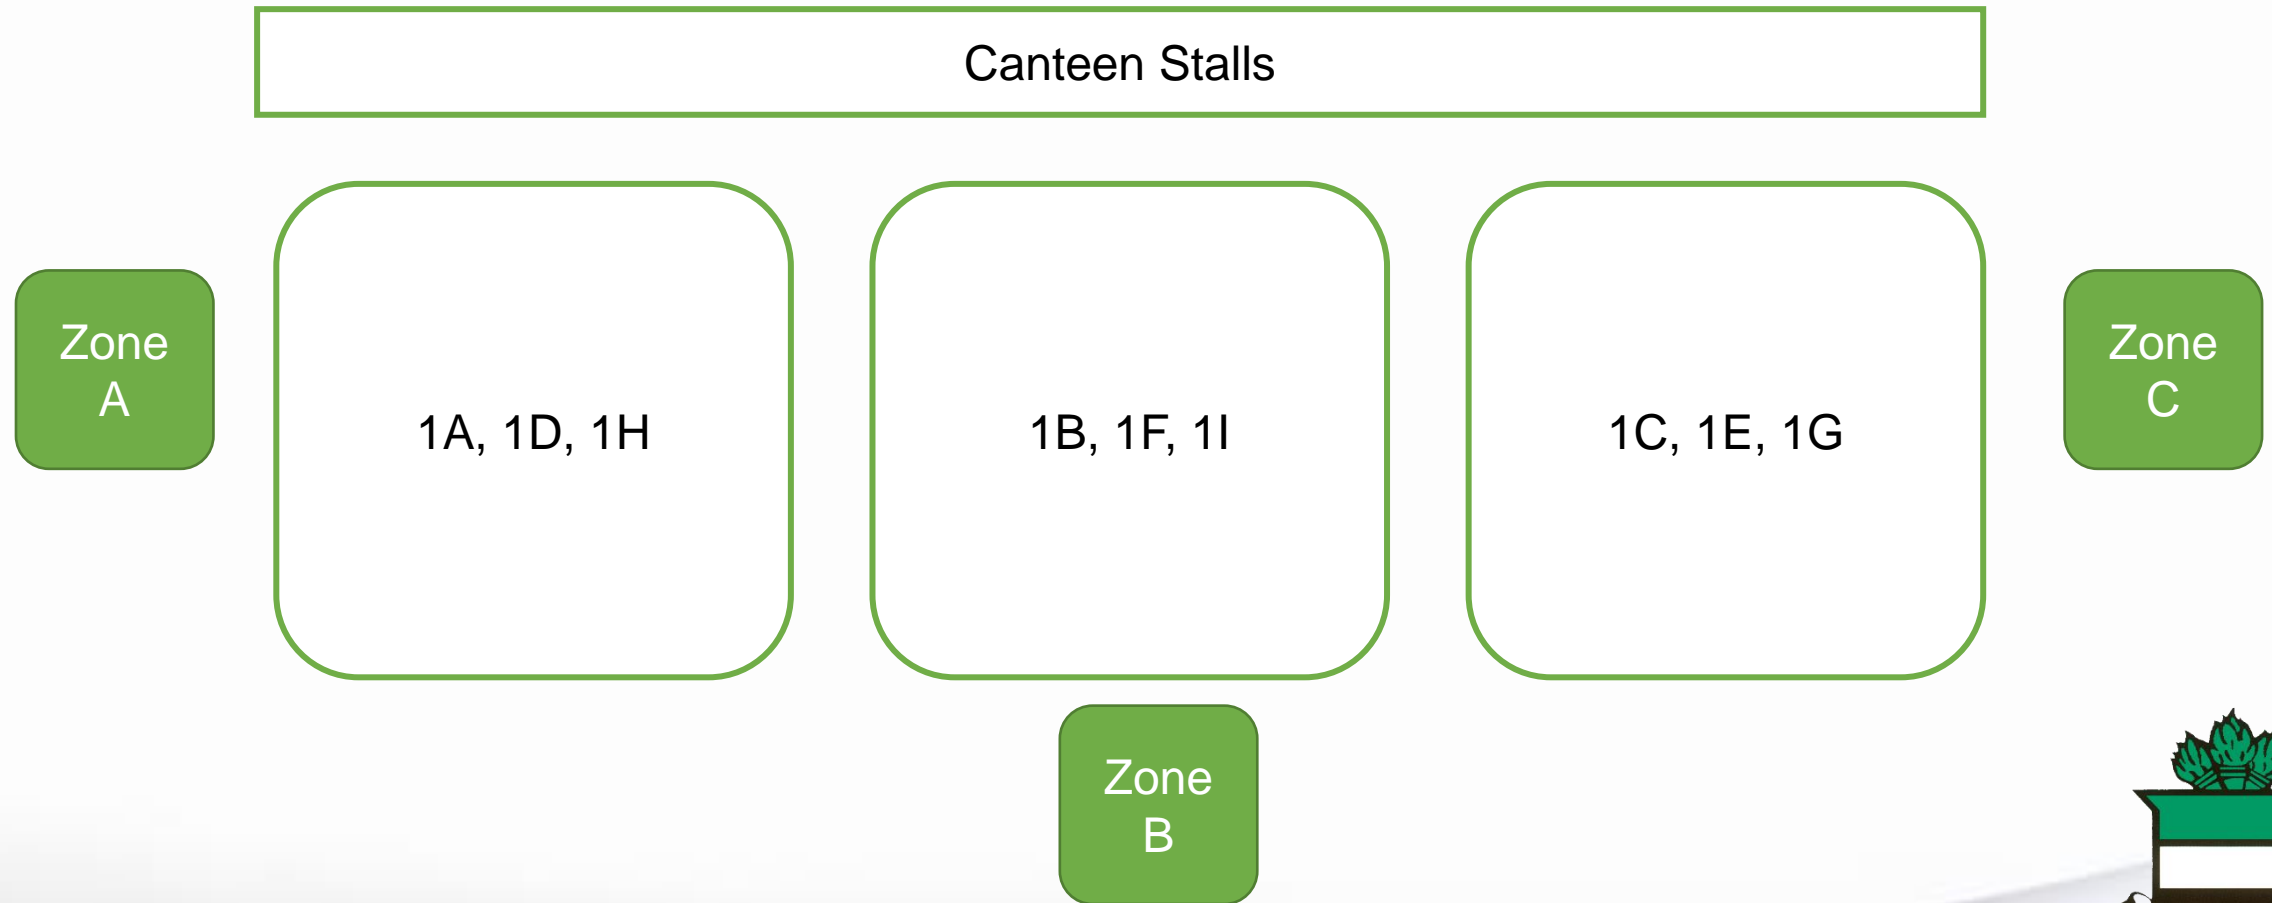 Canteen Stalls
Zone
A
1A, 1D, 1H
1B, 1F, 1I
1C, 1E, 1G
Zone
C
Zone
B